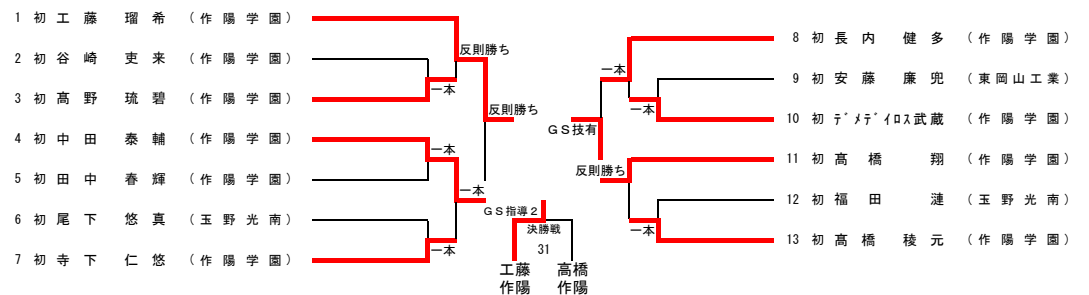 1 初 工藤 瑠希 (作陽学園)
反則勝ち
2 初 谷崎 吏来 (作陽学園)
一本
3 初 髙野 琉碧 (作陽学園)
反則勝ち
4 初 中田 泰輔 (作陽学園)
一本
5 初 田中 春輝 (作陽学園)
一本
6 初 尾下 悠真 (玉野光南)
一本
7 初 寺下 仁悠 (作陽学園)
8 初 長内 健多 (作陽学園)
一本
9 初 安藤 廉兜 (東岡山工業)
一本
10 初 ﾃﾞﾒﾃﾞｲﾛｽ武蔵 (作陽学園)
GS技有
11 初 髙橋 翔 (作陽学園)
反則勝ち
12 初 福田 漣 (玉野光南)
一本
13 初 髙橋 稜元 (作陽学園)
GS指導2
決勝戦
31
工藤 高橋
作陽 作陽